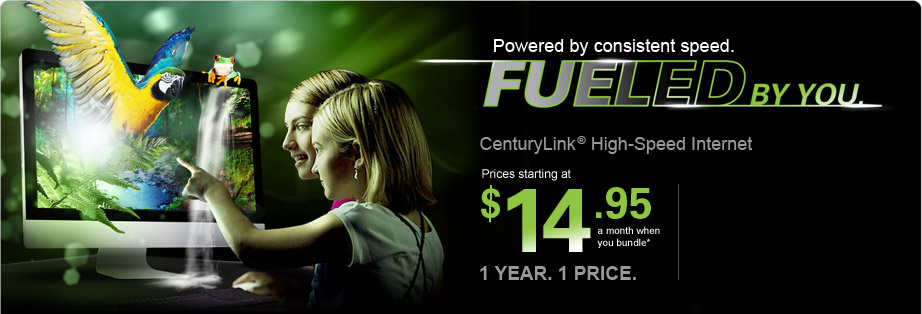 Powered by consistent speed.
FUELED BY YOU.
CenturyLink® High-Speed Internet
Prices starting at
$14.95
a month when
you bundle*
1 YEAR. 1 PRICE.